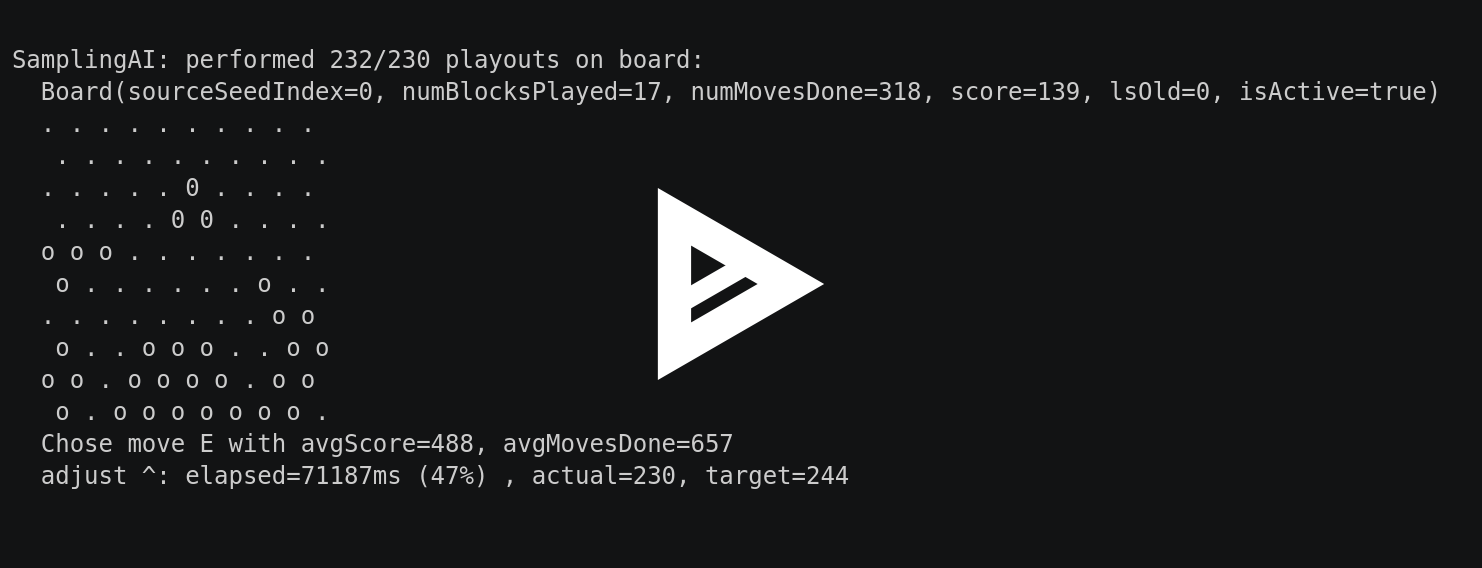 SamplingAI: performed 232/230 playouts on board:
  Board(sourceSeedIndex=0, numBlocksPlayed=17, numMovesDone=318, score=139, lsOld=0, isActive=true)
  . . . . . . . . . .
   . . . . . . . . . .
  . . . . . 0 . . . .
   . . . . 0 0 . . . .
  o o o . . . . . . .
   o . . . . . . o . .
  . . . . . . . . o o
   o . . o o o . . o o
  o o . o o o o . o o
   o . o o o o o o o .
  Chose move E with avgScore=488, avgMovesDone=657
  adjust ^: elapsed=71187ms (47%) , actual=230, target=244